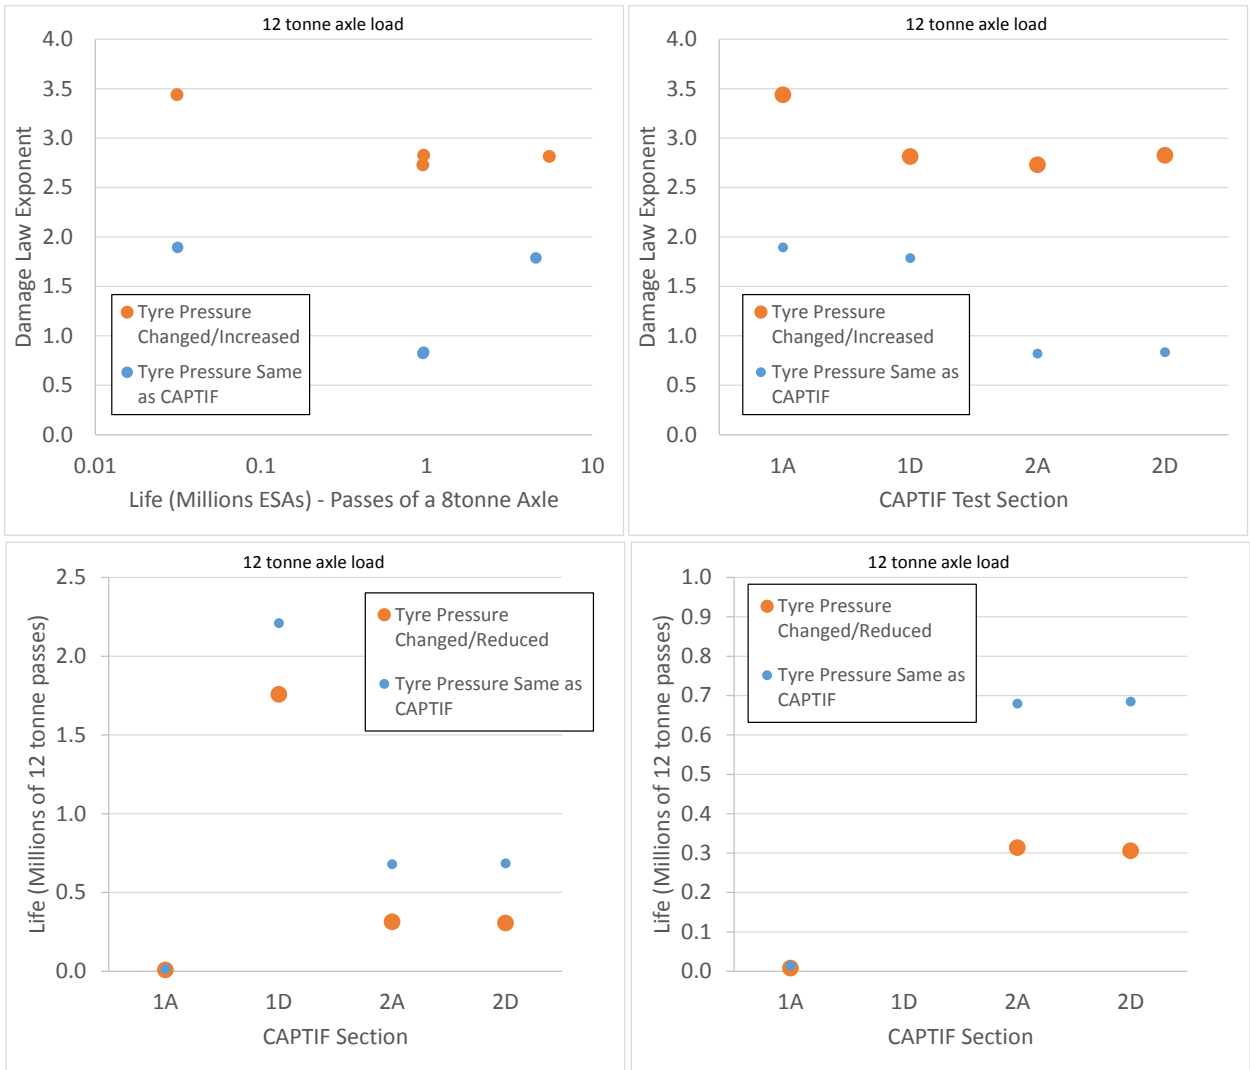 12 tonne axle load
4.0
3.5
3.0
2.5
2.0
1.5
1.0
0.5
0.0
Damage Law Exponent
Tyre Pressure
Changed/Increased
Tyre Pressure Same
as CAPTIF
0.01
0.1
1
10
Life (Millions ESAs) - Passes of a 8tonne Axle
12 tonne axle load
4.0
3.5
3.0
2.5
2.0
1.5
1.0
0.5
0.0
Damage Law Exponent
Tyre Pressure
Changed/Increased
Tyre Pressure Same as
CAPTIF
1A
1D
2A
2D
CAPTIF Test Section
12 tonne axle load
2.5
2.0
1.5
1.0
0.5
0.0
Life (Millions of 12 tonne passes)
Tyre Pressure
Changed/Reduced
Tyre Pressure Same as
CAPTIF
1A
1D
2A
2D
CAPTIF Section
12 tonne axle load
1.0
0.9
0.8
0.7
0.6
0.5
0.4
0.3
0.2
0.1
0.0
Life (Millions of 12 tonne passes)
Tyre Pressure
Changed/Reduced
Tyre Pressure Same as
CAPTIF
1A
1D
2A
2D
CAPTIF Section